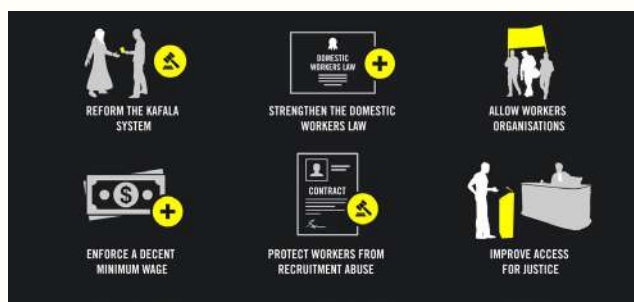 DOMESTIC
WORKERS LAW
REFORM THE KAFALA
SYSTEM
STRENGTHEN THE DOMESTIC
WORKERS LAW
ALLOW WORKERS
ORGANISATIONS
$
CONTRACT
ENFORCE A DECENT
MINIMUM WAGE
PROTECT WORKERS FROM
RECRUITMENT ABUSE
IMPROVE ACCESS
FOR JUSTICE